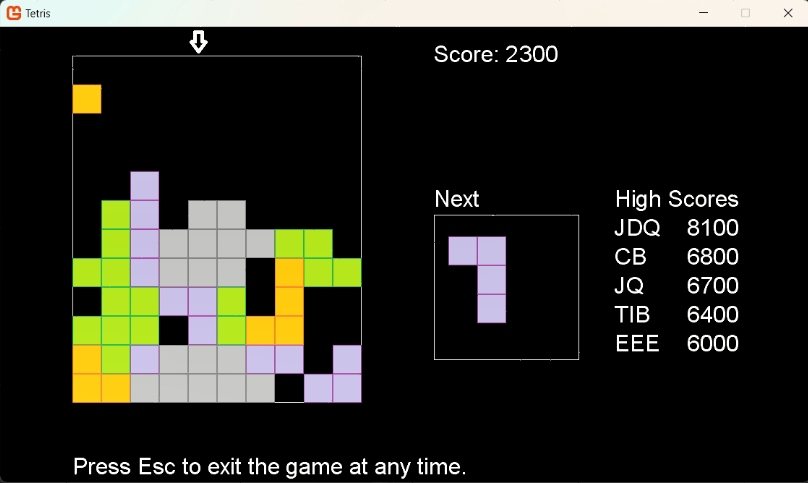 Tetris
Score: 2300
Next
High Scores
JDQ 8100
CB 6800
JQ 6700
TIB 6400
EEE 6000
Press Esc to exit the game at any time.